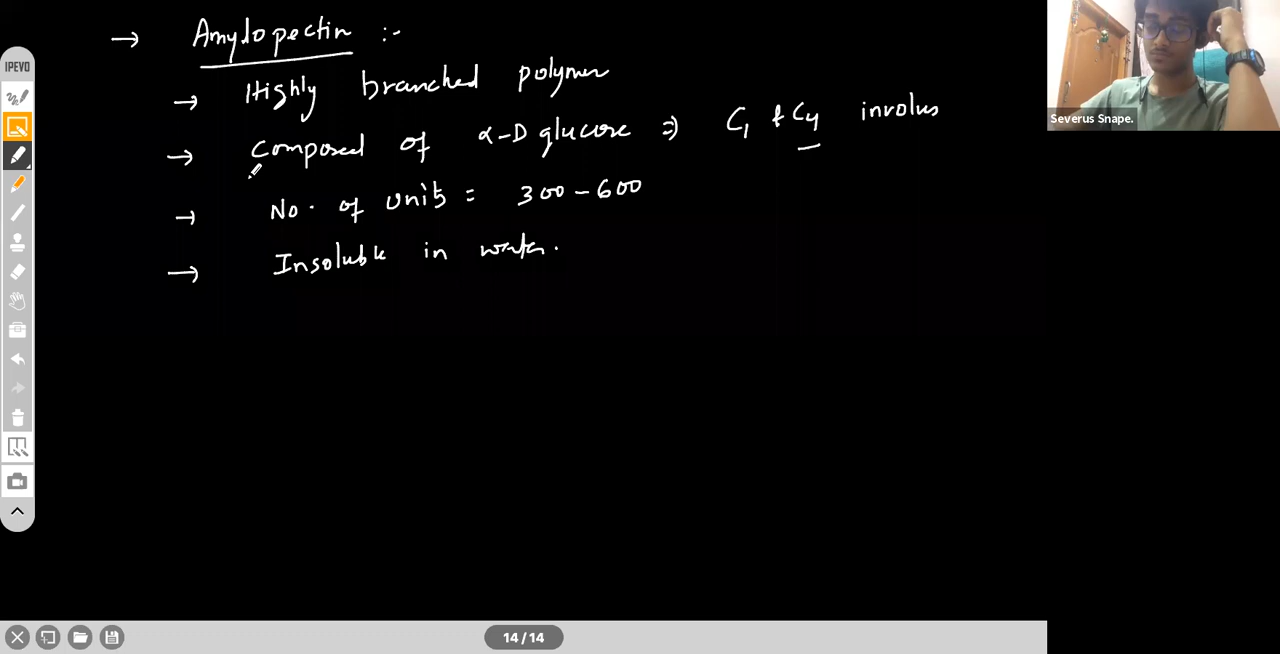 → Amylopectin :-
→ Highly branched polymer
→ Composed of α-D glucose ⇒ C₁ & C₄ involves
→ No. of units = 300-600
→ Insoluble in water.
IPEVO
Severus Snape.
14/14